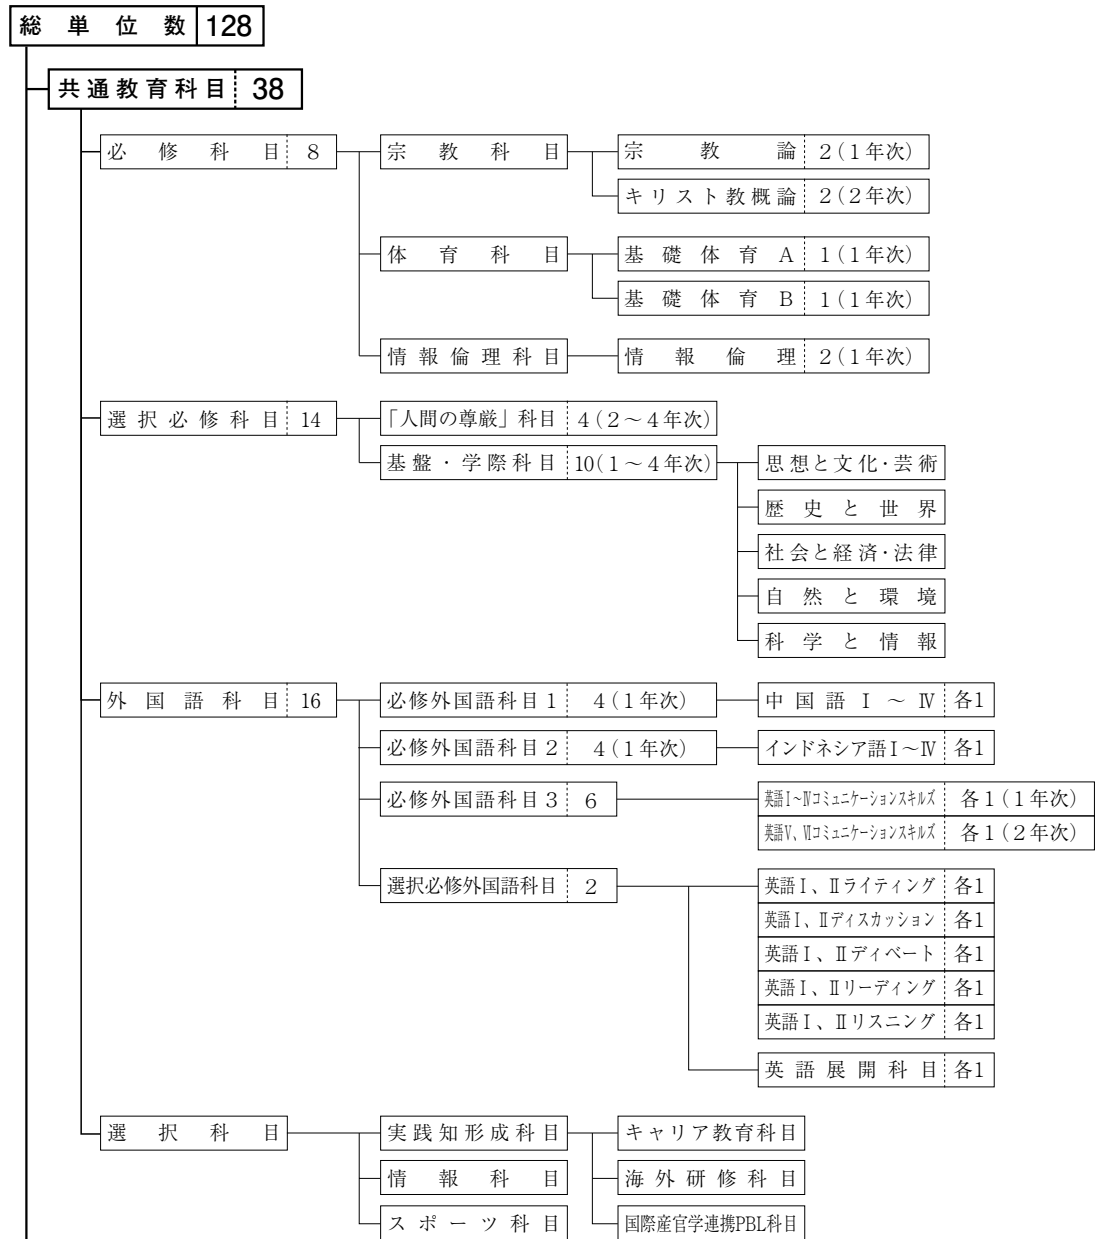 総単位数 128
共通教育科目 38
必修科目 8 宗教科目 宗教論 2(1年次)
キリスト教概論 2(2年次)
体育科目 基礎体育A 1(1年次)
基礎体育B 1(1年次)
情報倫理科目 情報倫理 2(1年次)
選択必修科目 14 「人間の尊厳」科目 4(2～4年次)
基盤・学際科目 10(1～4年次) 思想と文化・芸術
歴史と世界
社会と経済・法律
自然と環境
科学と情報
外国語科目 16 必修外国語科目1 4(1年次) 中国語Ⅰ～Ⅳ 各1
必修外国語科目2 4(1年次) インドネシア語Ⅰ～Ⅳ 各1
必修外国語科目3 6 英語Ⅰ~Ⅳコミュニケーションスキルズ 各1(1年次)
英語Ⅴ、Ⅵコミュニケーションスキルズ 各1(2年次)
選択必修外国語科目 2 英語Ⅰ、Ⅱライティング 各1
英語Ⅰ、Ⅱディスカッション 各1
英語Ⅰ、Ⅱディベート 各1
英語Ⅰ、Ⅱリーディング 各1
英語Ⅰ、Ⅱリスニング 各1
英語展開科目 各1
選択科目 実践知形成科目 キャリア教育科目
情報科目 海外研修科目
スポーツ科目 国際産官学連携PBL科目